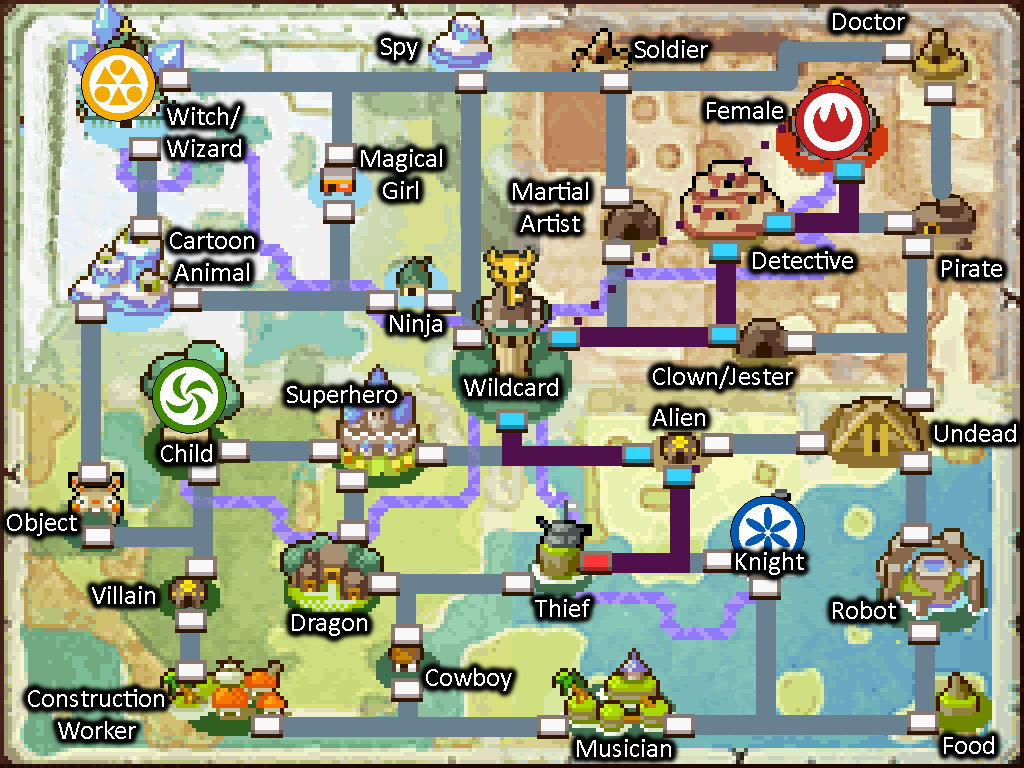 Spy
Soldier
Doctor
Witch/
Wizard
Female
Magical
Girl
Martial
Artist
Cartoon
Animal
Detective
Pirate
Ninja
Wildcard
Clown/Jester
Superhero
Alien
Undead
Child
Object
Knight
Villain
Dragon
Thief
Robot
Cowboy
Construction
Worker
Musician
Food